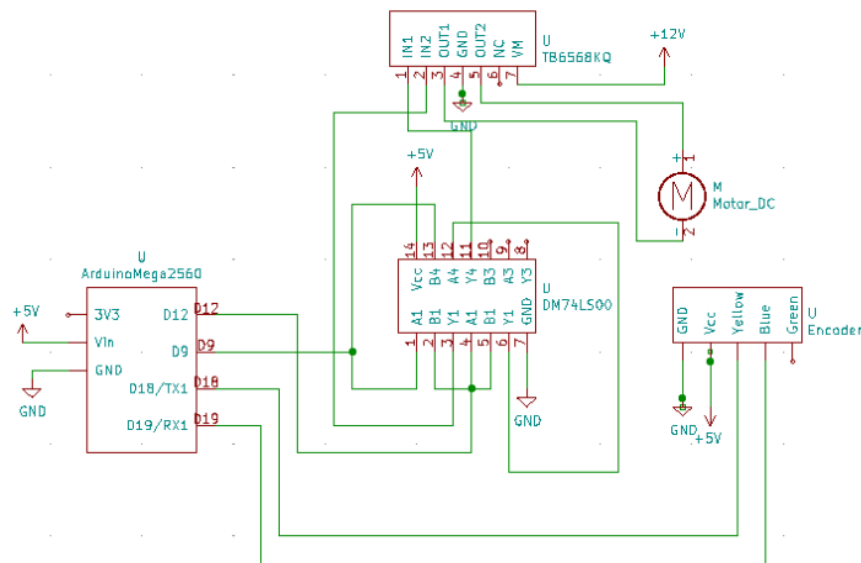 IN1 IN2 OUT1 GND OUT2 NC VM
1 2 3 4 5 6 7
U
TB6568KQ
+12V
GND
+5V
+ 1
M
M
Motor_DC
- 2
14 13 12 11 10 9 8
Vcc B4 A4 Y4 B3 A3 Y3
A1 B1 Y1 A1 B1 Y1 GND
1 2 3 4 5 6 7
U
DM74LS00
GND
U
ArduinoMega2560
+5V
3V3
Vin
GND
GND
D12 D12
D9 D9
D18/TX1 D18
D19/RX1 D19
GND Vcc Yellow Blue Green
U
Encoder
GND
+5V